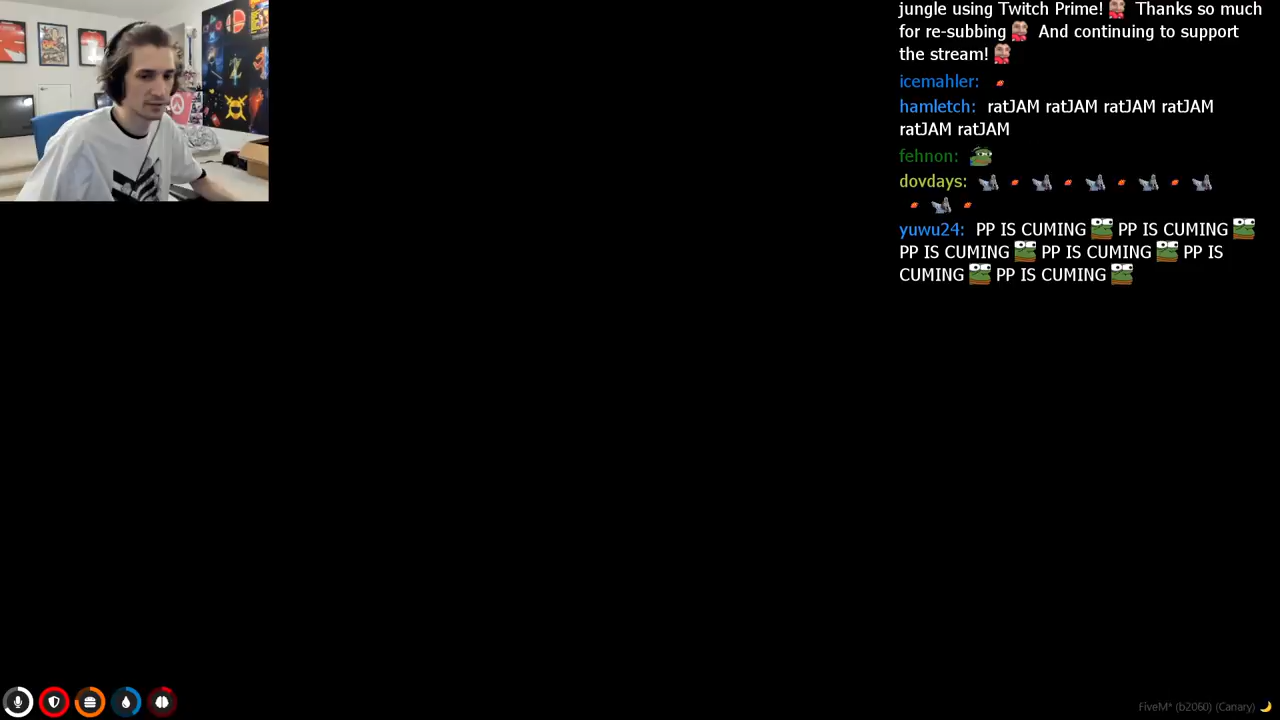 jungle using Twitch Prime! Thanks so much
for re-subbing And continuing to support
the stream!
icemahler:
hamletch: ratJAM ratJAM ratJAM ratJAM
ratJAM ratJAM
fehnon:
dovdays:
yuwu24: PP IS CUMING PP IS CUMING
PP IS CUMING PP IS CUMING PP IS
CUMING PP IS CUMING
FiveM* (b2060) (Canary)